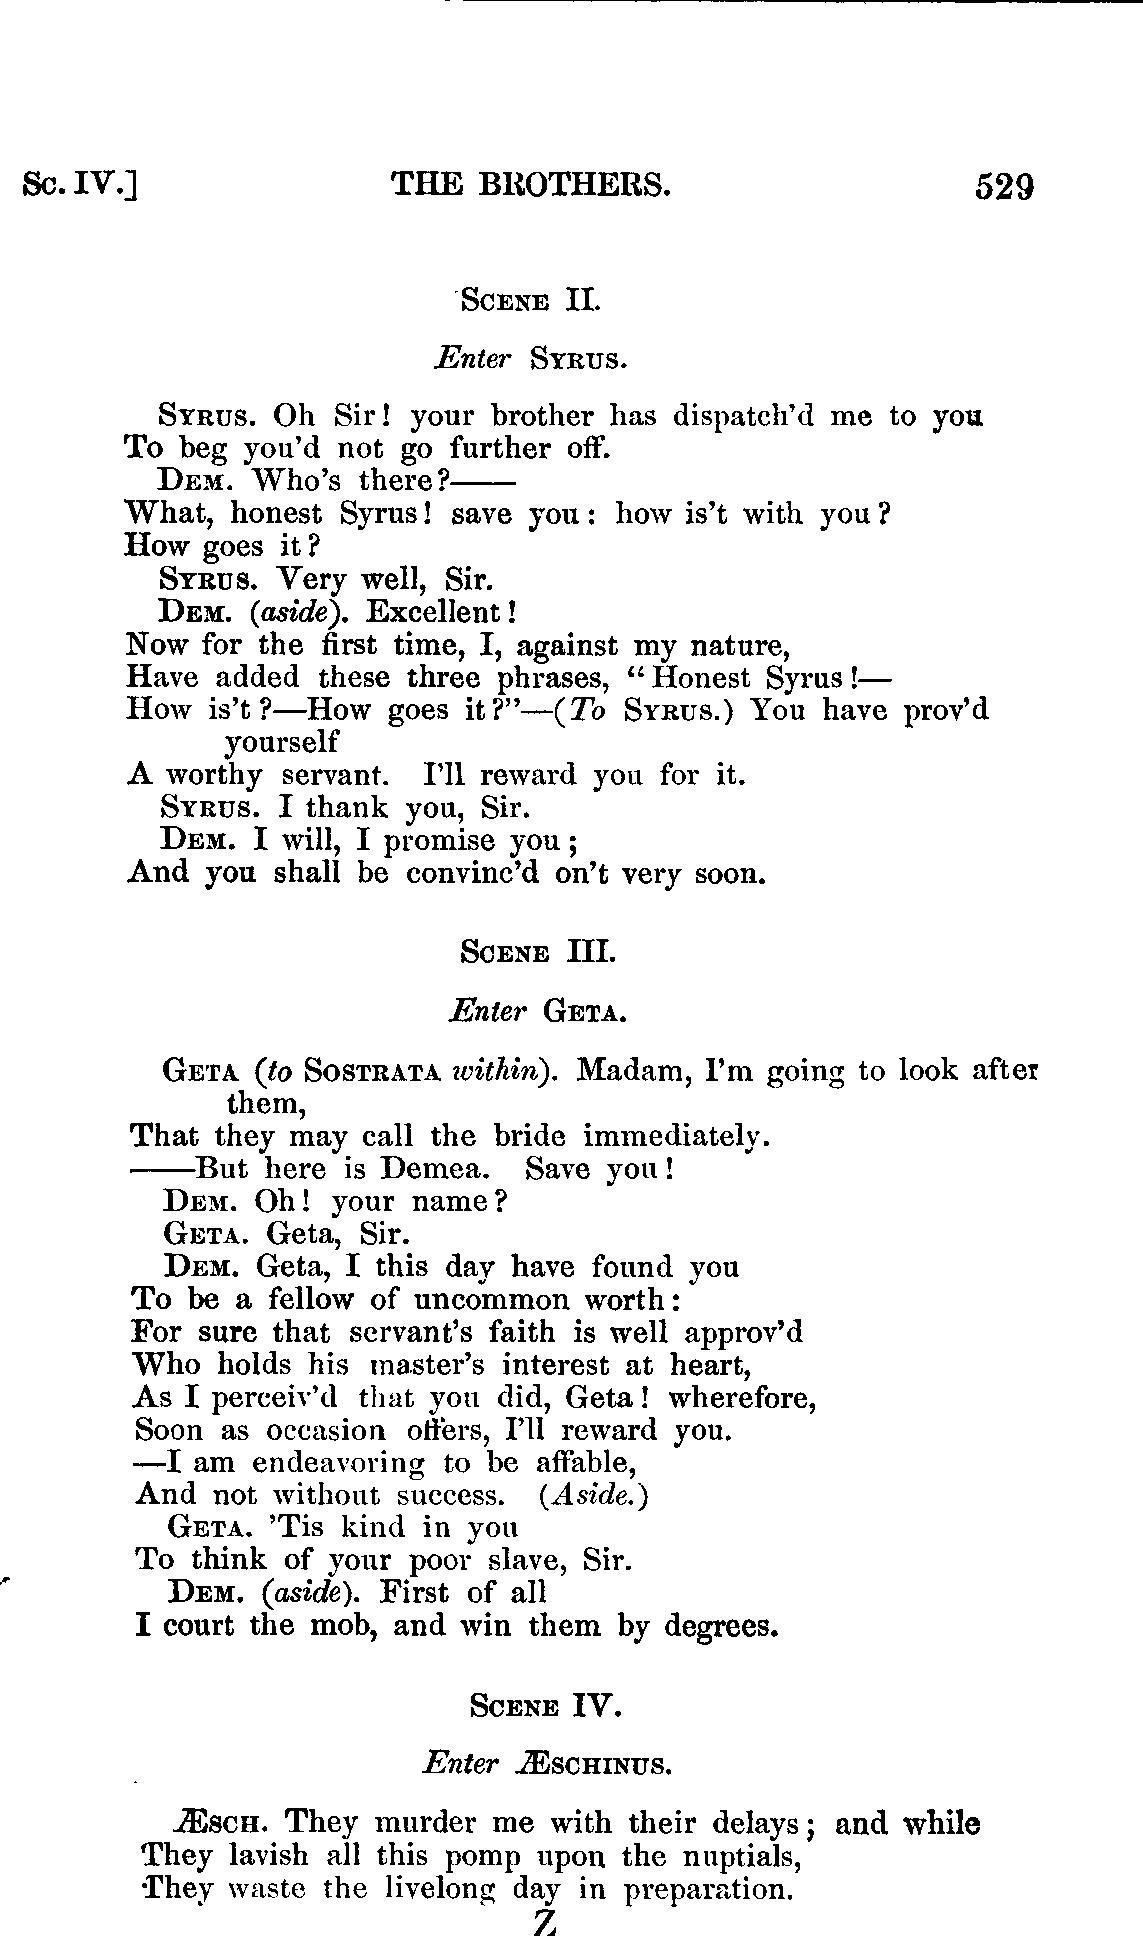 Sc. IV.] THE BROTHERS. 529
SCENE II.
Enter SYRUS.
SYRUS. Oh Sir! your brother has dispatch'd me to you
To beg you'd not go further off.
DEM. Who's there?——
What, honest Syrus! save you: how is't with you?
How goes it?
SYRUS. Very well, Sir.
DEM. (aside). Excellent!
Now for the first time, I, against my nature,
Have added these three phrases, "Honest Syrus!—
How is't?—How goes it?"—(To SYRUS.) You have prov'd
yourself
A worthy servant. I'll reward you for it.
SYRUS. I thank you, Sir.
DEM. I will, I promise you;
And you shall be convinc'd on't very soon.
SCENE III.
Enter GETA.
GETA (to SOSTRATA within). Madam, I'm going to look after
them,
That they may call the bride immediately.
——But here is Demea. Save you!
DEM. Oh! your name?
GETA. Geta, Sir.
DEM. Geta, I this day have found you
To be a fellow of uncommon worth:
For sure that servant's faith is well approv'd
Who holds his master's interest at heart,
As I perceiv'd that you did, Geta! wherefore,
Soon as occasion offers, I'll reward you.
—I am endeavoring to be affable,
And not without success. (Aside.)
GETA. 'Tis kind in you
To think of your poor slave, Sir.
DEM. (aside). First of all
I court the mob, and win them by degrees.
SCENE IV.
Enter ÆSCHINUS.
ÆSCH. They murder me with their delays; and while
They lavish all this pomp upon the nuptials,
They waste the livelong day in preparation.
Z